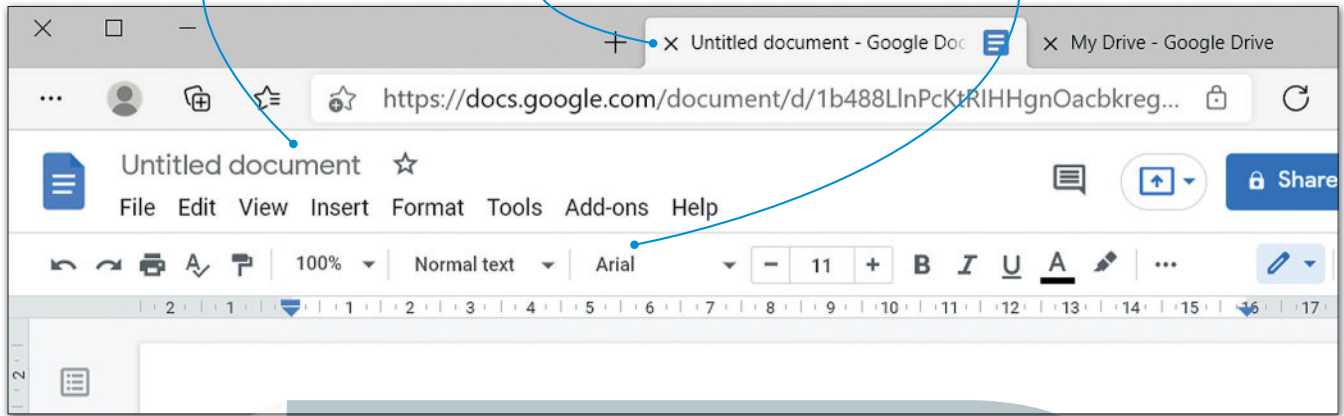 Untitled document - Google Doc
My Drive - Google Drive
https://docs.google.com/document/d/1b488LlnPcKtRIHHgnOacbkreg...
Untitled document
Share
File Edit View Insert Format Tools Add-ons Help
100% Normal text Arial - 11 + B I U A ...
2 1 1 2 3 4 5 6 7 8 9 10 11 12 13 14 15 16 17
2